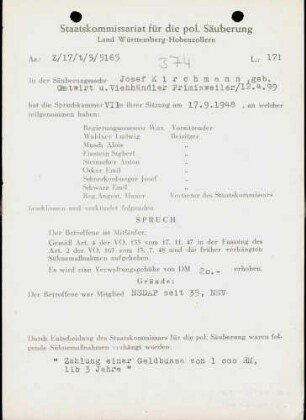 Staatskommissariat für die pol. Säuberung
Land Württemberg-Hohenzollern
Az.: Z/17/t/5/5165
L.: 171
374
in der Säuberungssache Josef Kirchmann, geb.
Gutwirt u.Viehhändler Primisweiler/12.4.99
hat die Spruchkammer VII in ihrer Sitzung am 17.9.1948, an welcher
teilgenommen haben:
Regierungsassessor Wax Vorsitzender
Waldner Ludwig Beisitzer
Musik Alois "
Einstein Sigbert "
Steinacher Anton "
Osker Emil "
Schnekenburger Josef "
Schwarz Emil "
Reg.Angest. Hauer Vertreter des Staatskommissars
beschlossen und verkündet folgenden
SPRUCH
Der Betroffene ist Mitläufer.
Gemäß Art. 4 der VO. 133 vom 17. 11. 47 in der Fassung des
Art. 2 der VO. 165 vom 13. 7. 48 sind die früher verhängten
Sühnemaßnahmen aufgehoben.
Es wird eine Verwaltungsgebühr von DM 20.- erhoben.
Gründe:
Der Betroffene war Mitglied NSDAP seit 35, NSV
Durch Entscheidung des Staatskommissars für die pol. Säuberung waren fol-
gende Sühnemaßnahmen verhängt worden:
" Zahlung einer Geldbusse von 1 000 RM,
lib 3 Jahre "